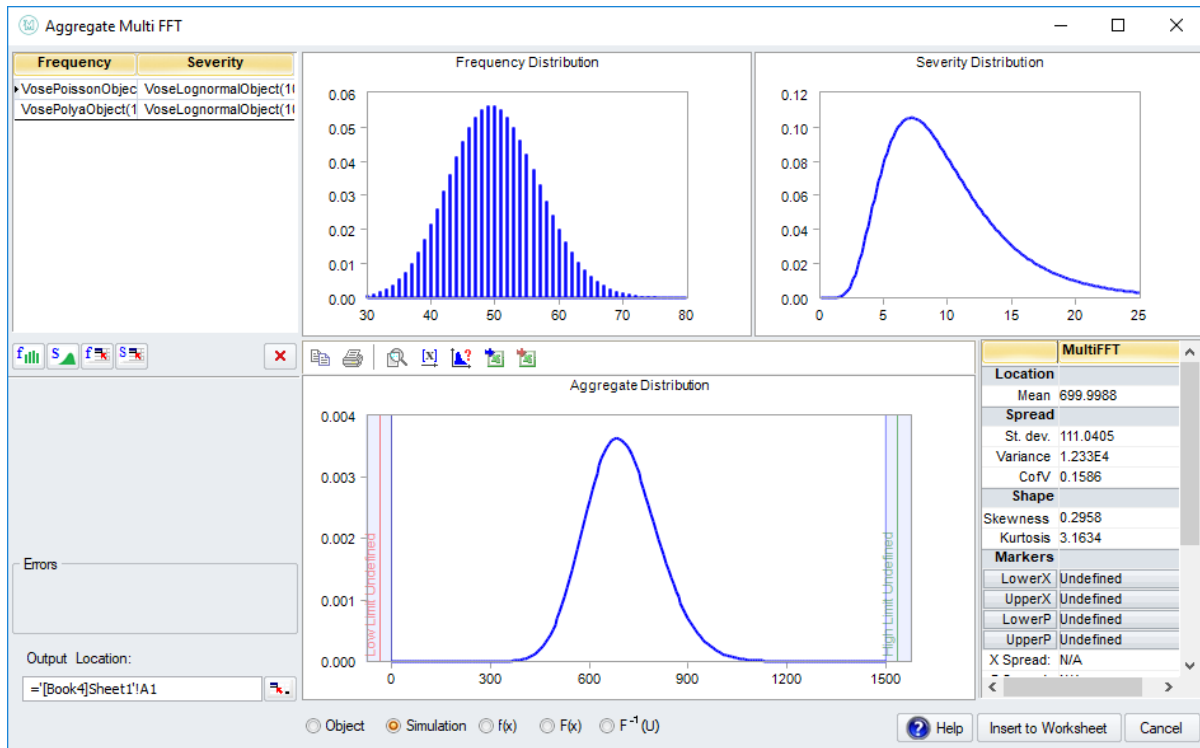 Aggregate Multi FFT
Frequency Severity
VosePoissonObjec VoseLognormalObject(1(
VosePolyaObject(1 VoseLognormalObject(1(
Frequency Distribution
0.06
0.05
0.04
0.03
0.02
0.01
0.00
30 40 50 60 70 80
Severity Distribution
0.12
0.10
0.08
0.06
0.04
0.02
0.00
0 5 10 15 20 25
f S f S
[x] ?
Aggregate Distribution
0.004
0.003
0.002
0.001
0.000
Low Limit Undefined
High Limit Undefined
0 300 600 900 1200 1500
MultiFFT
Location
Mean 699.9988
Spread
St. dev. 111.0405
Variance 1.233E4
CofV 0.1586
Shape
Skewness 0.2958
Kurtosis 3.1634
Markers
LowerX Undefined
UpperX Undefined
LowerP Undefined
UpperP Undefined
X Spread: N/A
Errors
Output Location:
='[Book4]Sheet1'!A1
Object Simulation f(x) F(x) F⁻¹(U)
? Help Insert to Worksheet Cancel